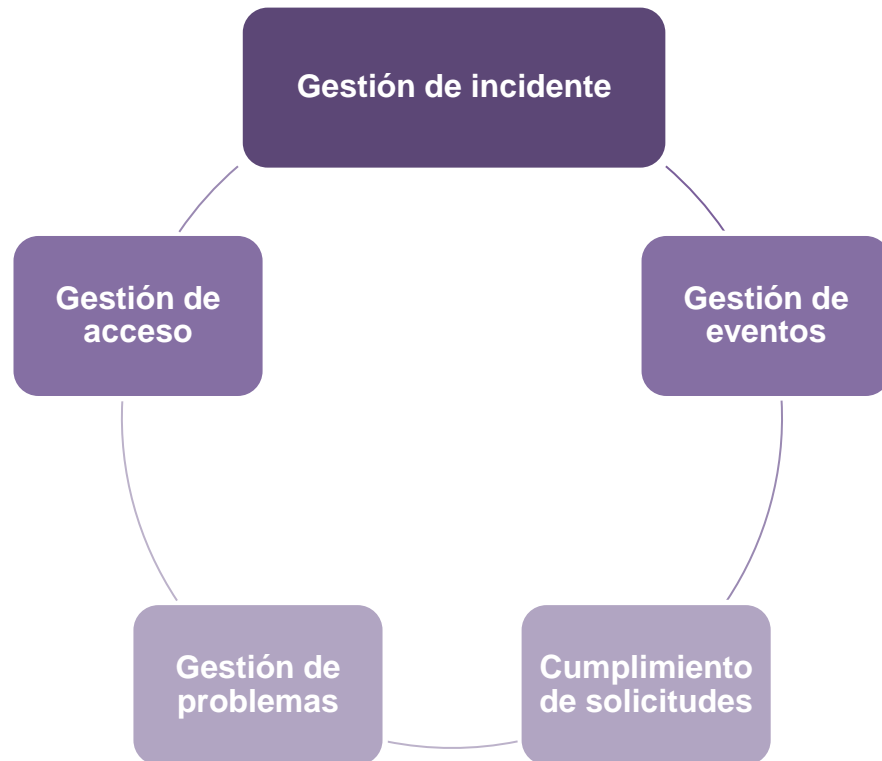 Gestión de incidente
Gestión de
acceso
Gestión de
eventos
Gestión de
problemas
Cumplimiento
de solicitudes